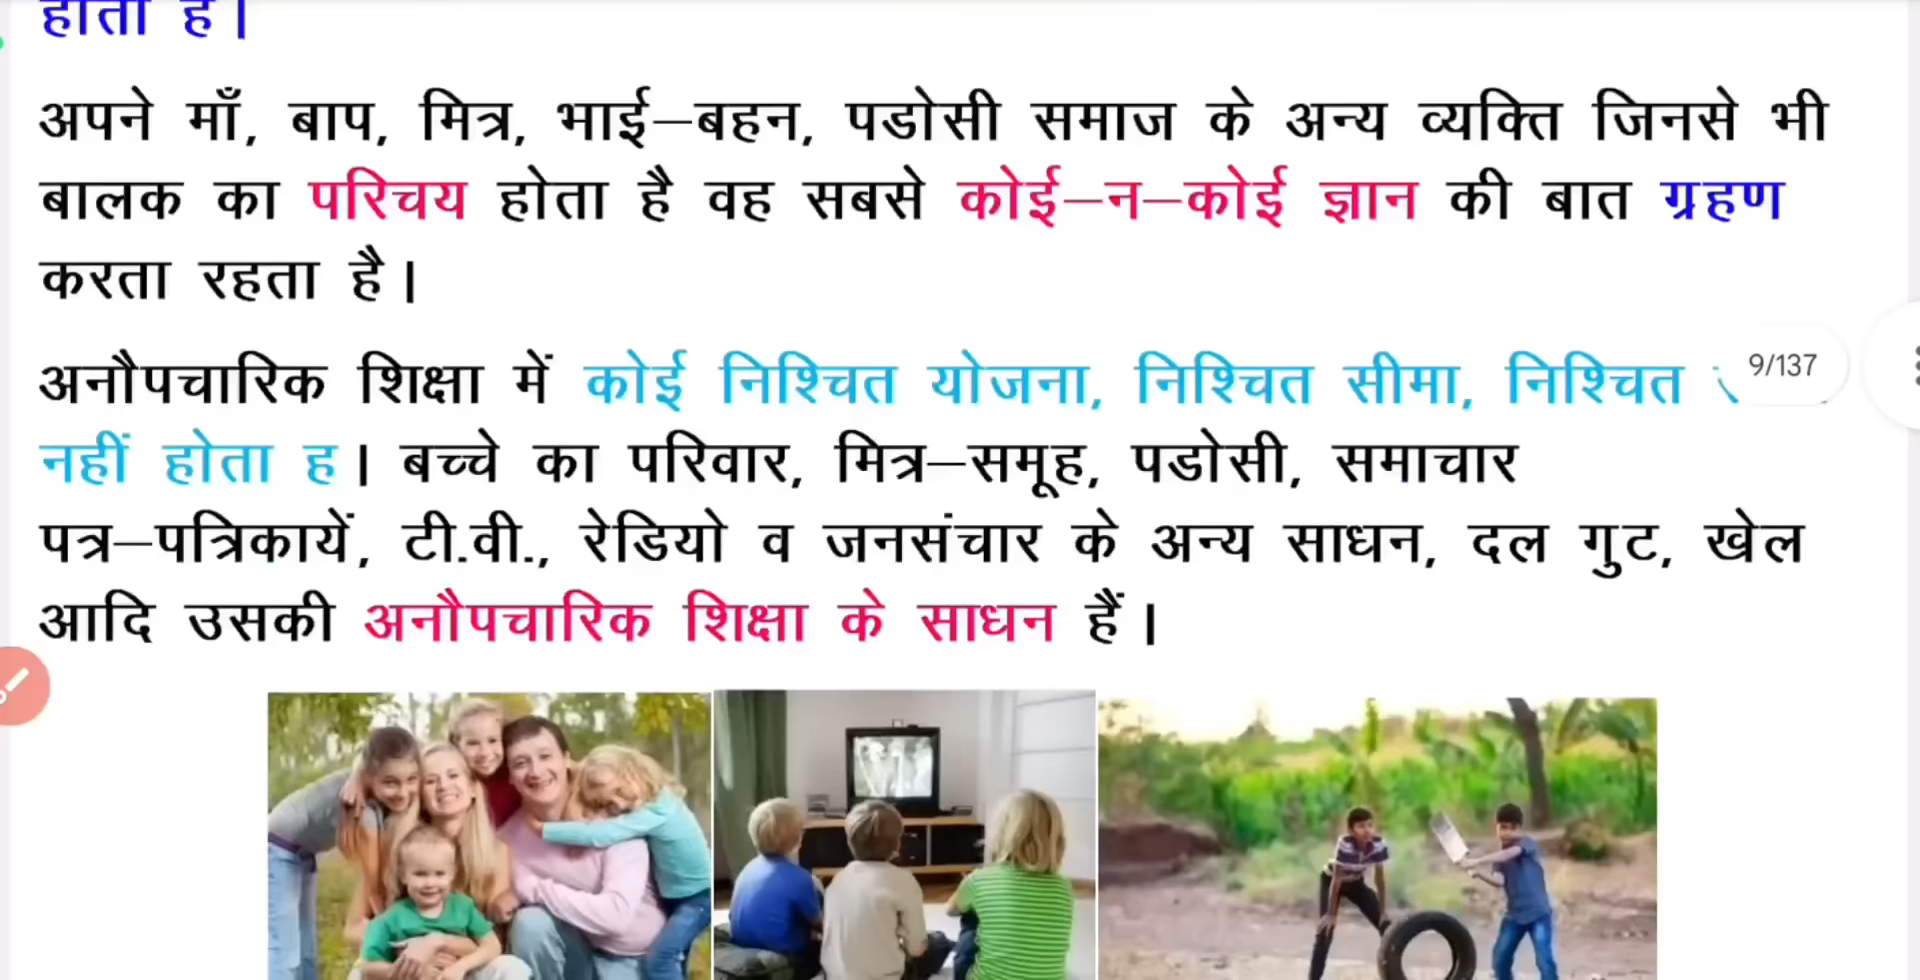 होता है।
अपने माँ, बाप, मित्र, भाई–बहन, पडोसी समाज के अन्य व्यक्ति जिनसे भी
बालक का परिचय होता है वह सबसे कोई–न–कोई ज्ञान की बात ग्रहण
करता रहता है।
अनौपचारिक शिक्षा में कोई निश्चित योजना, निश्चित सीमा, निश्चित
9/137
नहीं होता ह। बच्चे का परिवार, मित्र–समूह, पडोसी, समाचार
पत्र–पत्रिकायें, टी.वी., रेडियो व जनसंचार के अन्य साधन, दल गुट, खेल
आदि उसकी अनौपचारिक शिक्षा के साधन हैं।